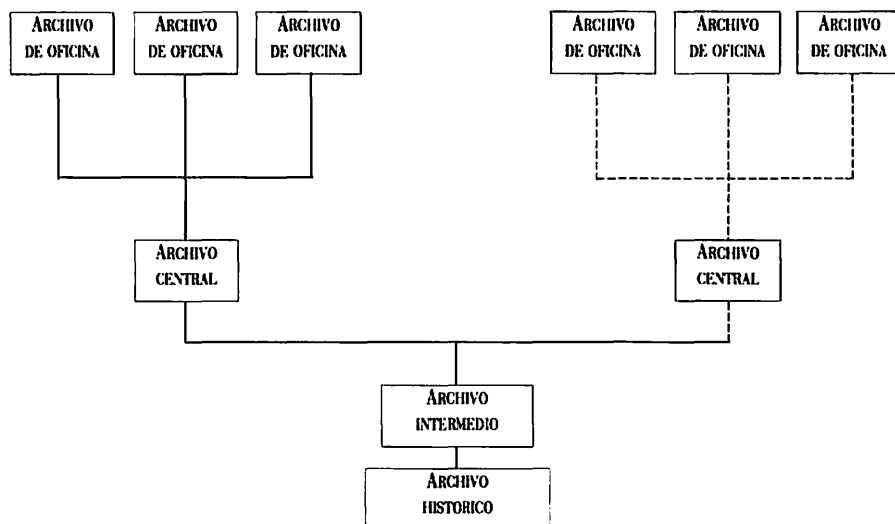 ARCHIVO
DE OFICINA
ARCHIVO
DE OFICINA
ARCHIVO
DE OFICINA
ARCHIVO
DE OFICINA
ARCHIVO
DE OFICINA
ARCHIVO
DE OFICINA
ARCHIVO
CENTRAL
ARCHIVO
CENTRAL
ARCHIVO
INTERMEDIO
ARCHIVO
HISTORICO